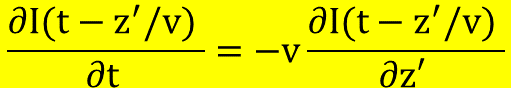 ∂I(t − z′/v)/∂t = −v ∂I(t − z′/v)/∂z′